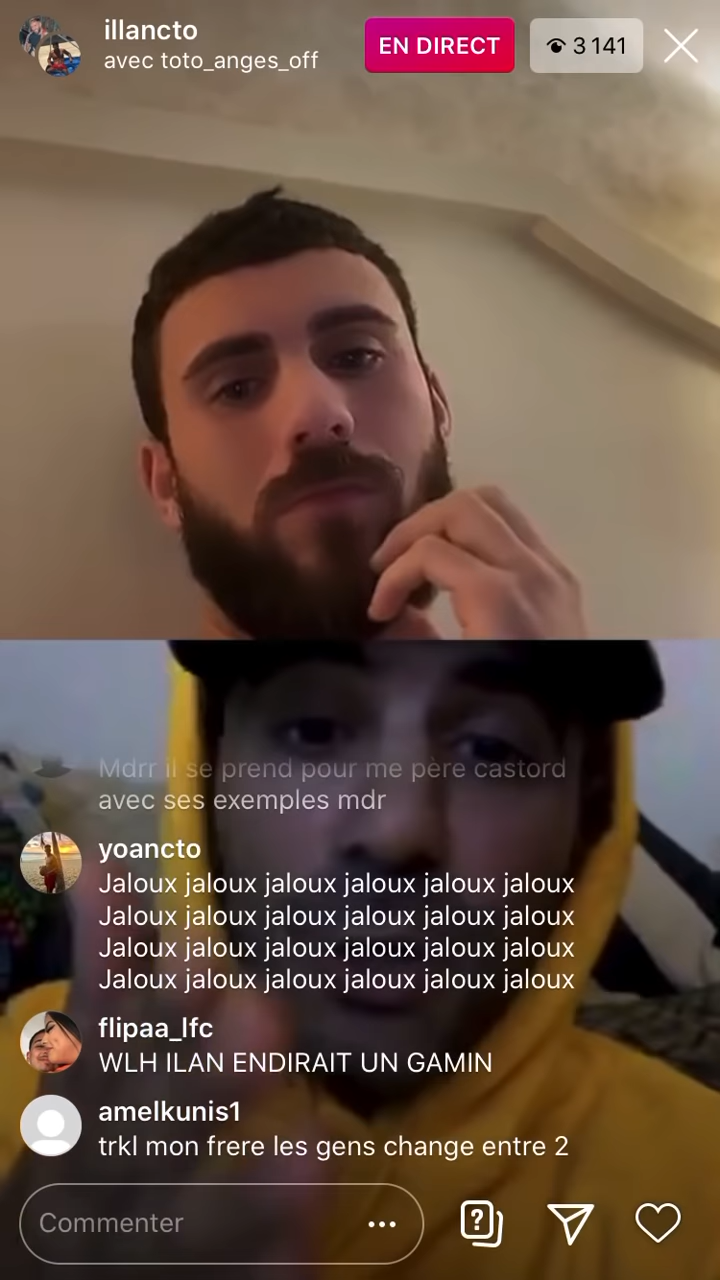 illancto
avec toto_anges_off
EN DIRECT
3 141
Mdrr il se prend pour me père castord
avec ses exemples mdr
yoancto
Jaloux jaloux jaloux jaloux jaloux jaloux
Jaloux jaloux jaloux jaloux jaloux jaloux
Jaloux jaloux jaloux jaloux jaloux jaloux
Jaloux jaloux jaloux jaloux jaloux jaloux
flipaa_lfc
WLH ILAN ENDIRAIT UN GAMIN
amelkunis1
trkl mon frere les gens change entre 2
Commenter